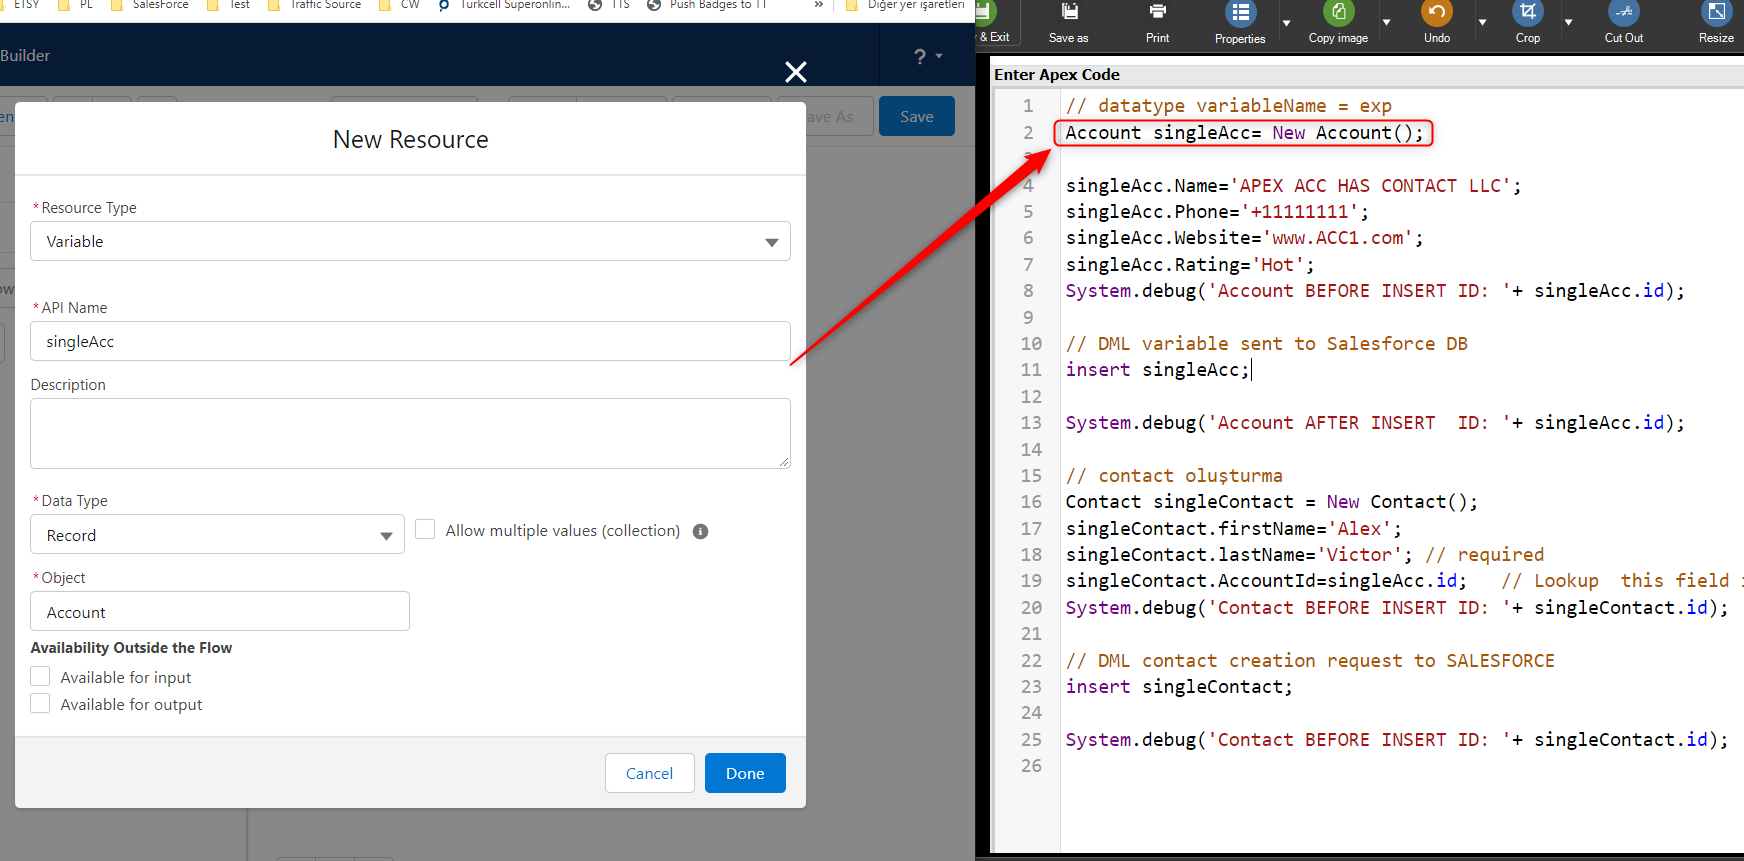 ETSY PL SalesForce Test Traffic Source CW Turkcell Superonlin... TTS Push Badges to TT » Diğer yer işaretleri
Builder
?
Save
New Resource
*Resource Type
Variable
*API Name
singleAcc
Description
*Data Type
Record
Allow multiple values (collection)
*Object
Account
Availability Outside the Flow
Available for input
Available for output
Cancel
Done
& Exit
Save as
Print
Properties
Copy image
Undo
Crop
Cut Out
Resize
Enter Apex Code
1 // datatype variableName = exp
2 Account singleAcc= New Account();
4 singleAcc.Name='APEX ACC HAS CONTACT LLC';
5 singleAcc.Phone='+11111111';
6 singleAcc.Website='www.ACC1.com';
7 singleAcc.Rating='Hot';
8 System.debug('Account BEFORE INSERT ID: '+ singleAcc.id);
9
10 // DML variable sent to Salesforce DB
11 insert singleAcc;
12
13 System.debug('Account AFTER INSERT  ID: '+ singleAcc.id);
14
15 // contact oluşturma
16 Contact singleContact = New Contact();
17 singleContact.firstName='Alex';
18 singleContact.lastName='Victor'; // required
19 singleContact.AccountId=singleAcc.id;   // Lookup  this field
20 System.debug('Contact BEFORE INSERT ID: '+ singleContact.id);
21
22 // DML contact creation request to SALESFORCE
23 insert singleContact;
24
25 System.debug('Contact BEFORE INSERT ID: '+ singleContact.id);
26